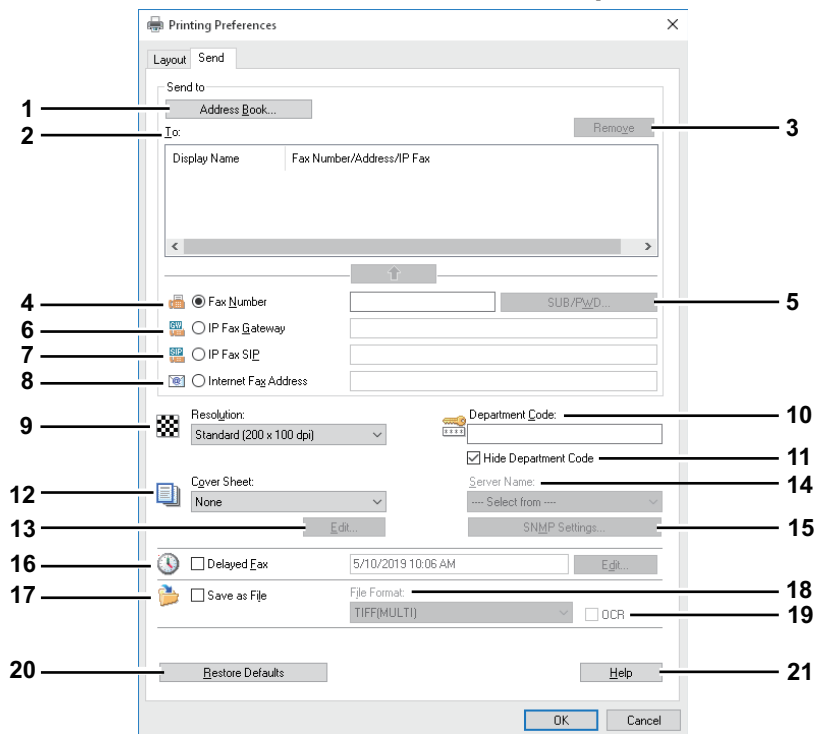 Printing Preferences
Layout Send
Send to
1 Address Book...
2 To: Remove 3
Display Name Fax Number/Address/IP Fax
4 Fax Number SUB/PWD... 5
6 IP Fax Gateway
7 IP Fax SIP
8 Internet Fax Address
9 Resolution: Department Code: 10
Standard (200 x 100 dpi)
Hide Department Code 11
12 Cover Sheet: Server Name: 14
None ---- Select from ----
13 Edit... SNMP Settings... 15
16 Delayed Fax 5/10/2019 10:06 AM Edit...
17 Save as File File Format: 18
TIFF(MULTI) OCR 19
20 Restore Defaults Help 21
OK Cancel